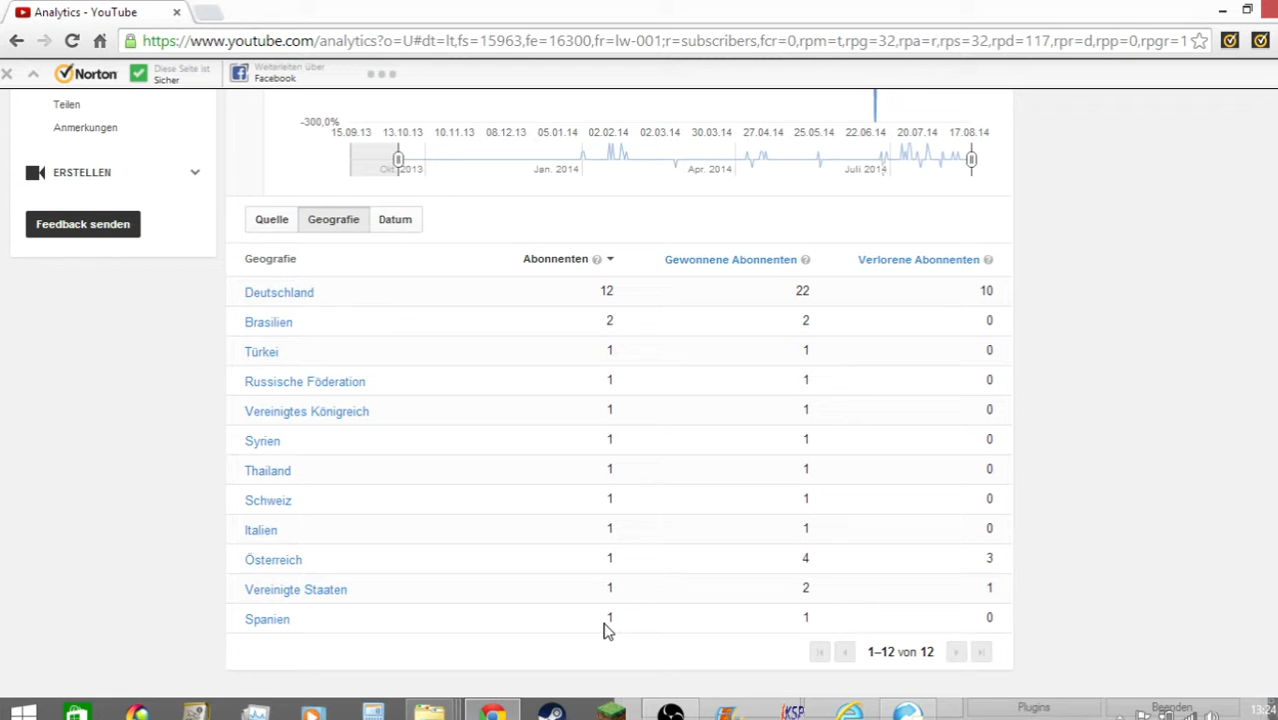 Analytics - YouTube
https://www.youtube.com/analytics?o=U#dt=lt,fs=15963,fe=16300,fr=lw-001;r=subscribers,fcr=0,rpm=t,rpg=32,rpa=r,rps=32,rpd=117,rpr=d,rpp=0,rpgr=1
Norton
Diese Seite ist
Sicher
Weiterleiten über
Facebook
Teilen
Anmerkungen
ERSTELLEN
Feedback senden
-300,0%
15.09.13 13.10.13 10.11.13 08.12.13 05.01.14 02.02.14 02.03.14 30.03.14 27.04.14 25.05.14 22.06.14 20.07.14 17.08.14
Okt. 2013 Jan. 2014 Apr. 2014 Juli 2014
Quelle Geografie Datum
Geografie Abonnenten ? Gewonnene Abonnenten ? Verlorene Abonnenten ?
Deutschland 12 22 10
Brasilien 2 2 0
Türkei 1 1 0
Russische Föderation 1 1 0
Vereinigtes Königreich 1 1 0
Syrien 1 1 0
Thailand 1 1 0
Schweiz 1 1 0
Italien 1 1 0
Österreich 1 4 3
Vereinigte Staaten 1 2 1
Spanien 1 1 0
1–12 von 12
KSP
Plugins
Beenden
13:24